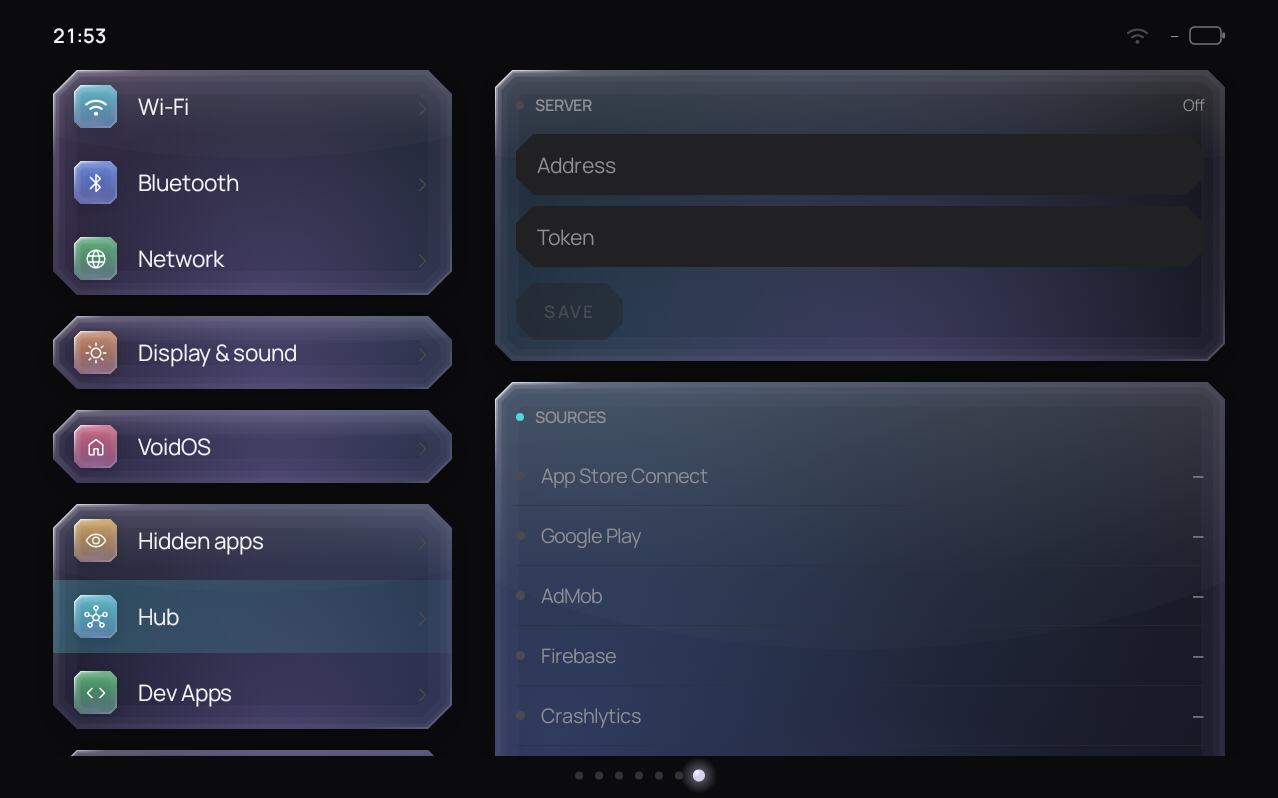 21:53
–
Wi-Fi
Bluetooth
Network
Display & sound
VoidOS
Hidden apps
Hub
Dev Apps
SERVER
Off
Address
Token
SAVE
SOURCES
App Store Connect –
Google Play –
AdMob –
Firebase –
Crashlytics –